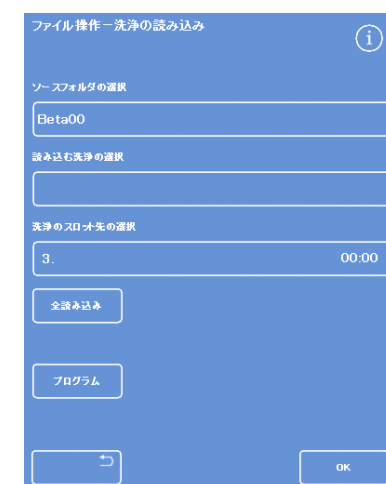 ファイル操作－洗浄の読み込み
i
ソースフォルダの選択
Beta00
読み込む洗浄の選択
洗浄のスロット先の選択
3. 00:00
全読み込み
プログラム
OK